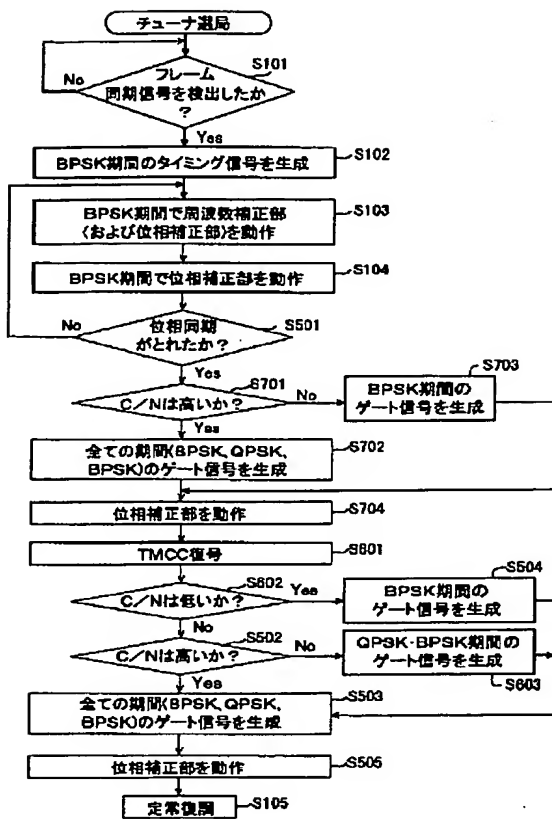 チューナ選局
S101
フレーム
同期信号を検出したか
?
No
Yes
BPSK期間のタイミング信号を生成
S102
BPSK期間で周波数補正部
(および位相補正部)を動作
S103
BPSK期間で位相補正部を動作
S104
位相同期
がとれたか?
S501
No
Yes
C/Nは高いか?
S701
No
BPSK期間の
ゲート信号を生成
S703
Yes
全ての期間(BPSK、QPSK、
BPSK)のゲート信号を生成
S702
位相補正部を動作
S704
TMCC復号
S601
C/Nは低いか?
S602
Yes
BPSK期間の
ゲート信号を生成
S504
No
C/Nは高いか?
S502
No
QPSK・BPSK期間の
ゲート信号を生成
S603
Yes
全ての期間(BPSK、QPSK、
BPSK)のゲート信号を生成
S503
位相補正部を動作
S505
定常復調
S105